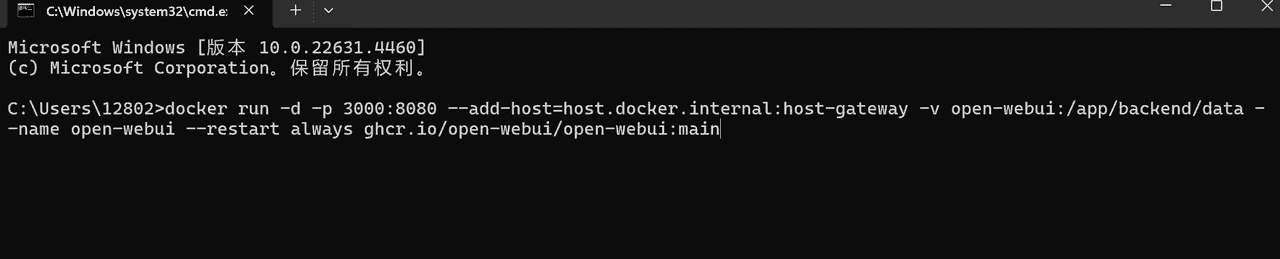 C:\Windows\system32\cmd.e
Microsoft Windows [版本 10.0.22631.4460]
(c) Microsoft Corporation。保留所有权利。
C:\Users\12802>docker run -d -p 3000:8080 --add-host=host.docker.internal:host-gateway -v open-webui:/app/backend/data -
-name open-webui --restart always ghcr.io/open-webui/open-webui:main